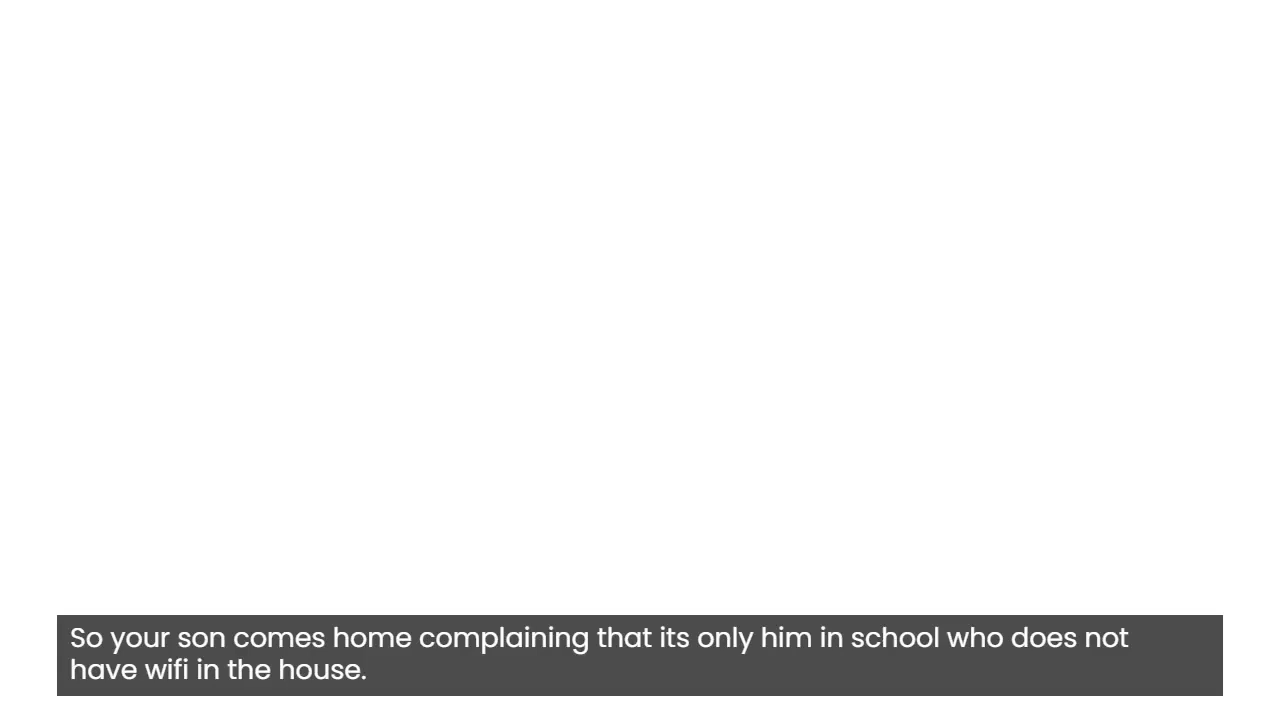 So your son comes home complaining that its only him in school who does not
have wifi in the house.